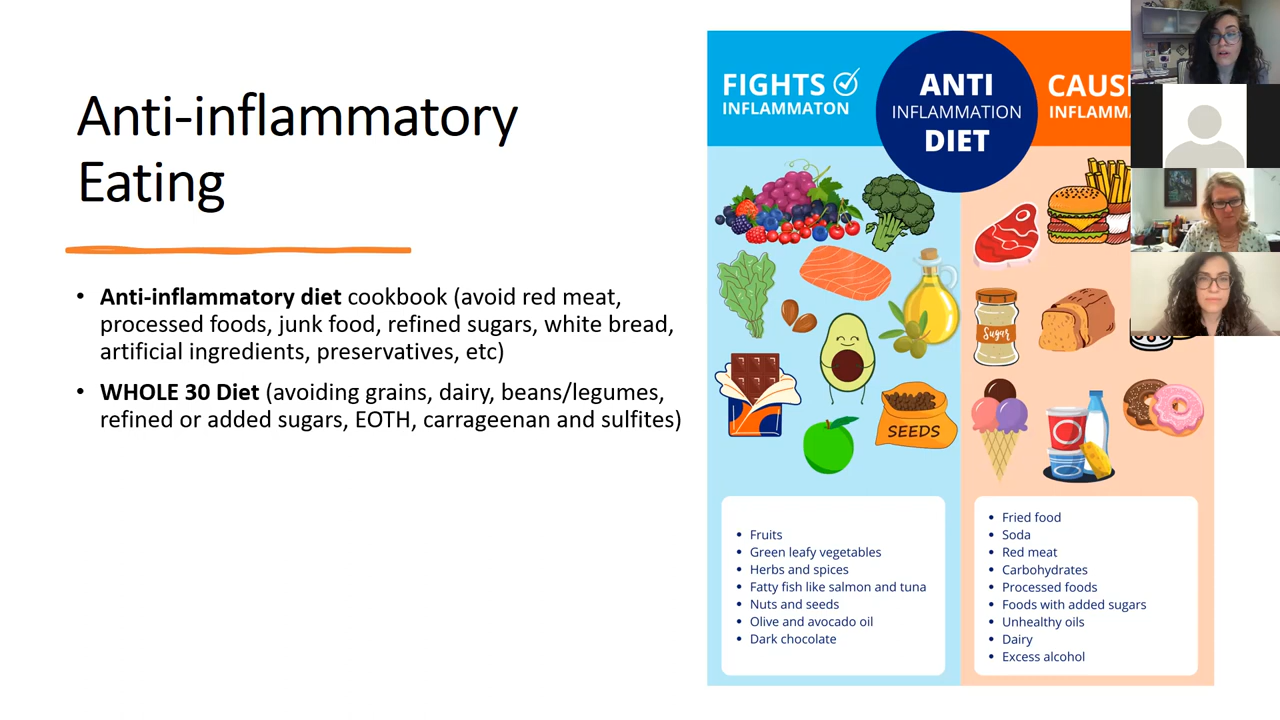 Anti-inflammatory
Eating
• Anti-inflammatory diet cookbook (avoid red meat,
processed foods, junk food, refined sugars, white bread,
artificial ingredients, preservatives, etc)
• WHOLE 30 Diet (avoiding grains, dairy, beans/legumes,
refined or added sugars, EOTH, carrageenan and sulfites)
FIGHTS
INFLAMMATON
ANTI
INFLAMMATION
DIET
CAUS
INFLAMM
Sugar
SEEDS
• Fruits
• Green leafy vegetables
• Herbs and spices
• Fatty fish like salmon and tuna
• Nuts and seeds
• Olive and avocado oil
• Dark chocolate
• Fried food
• Soda
• Red meat
• Carbohydrates
• Processed foods
• Foods with added sugars
• Unhealthy oils
• Dairy
• Excess alcohol